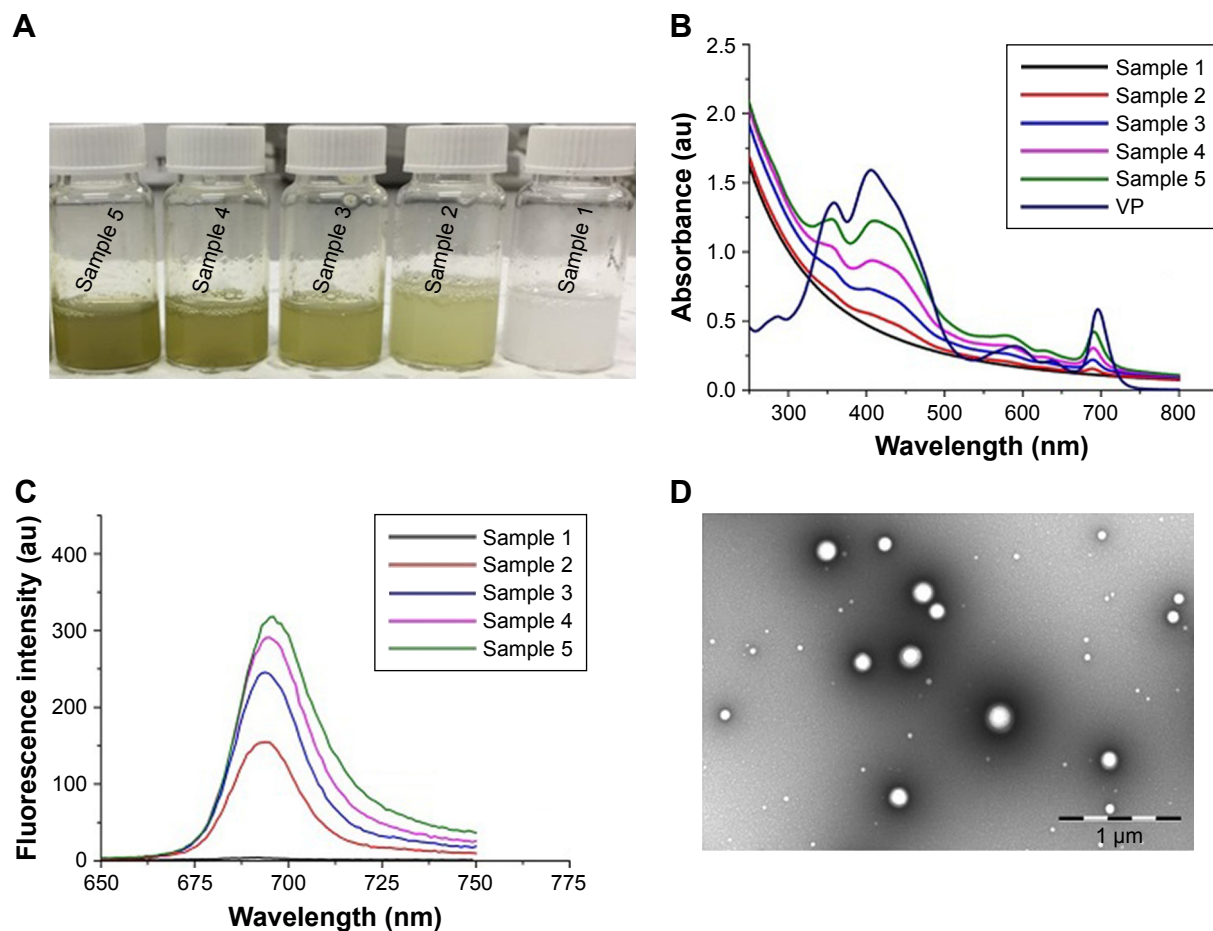 A
Sample 5
Sample 4
Sample 3
Sample 2
Sample 1
B
Absorbance (au)
2.5
2.0
1.5
1.0
0.5
0.0
300 400 500 600 700 800
Wavelength (nm)
Sample 1
Sample 2
Sample 3
Sample 4
Sample 5
VP
C
Fluorescence intensity (au)
400
300
200
100
0
650 675 700 725 750 775
Wavelength (nm)
Sample 1
Sample 2
Sample 3
Sample 4
Sample 5
D
1 µm